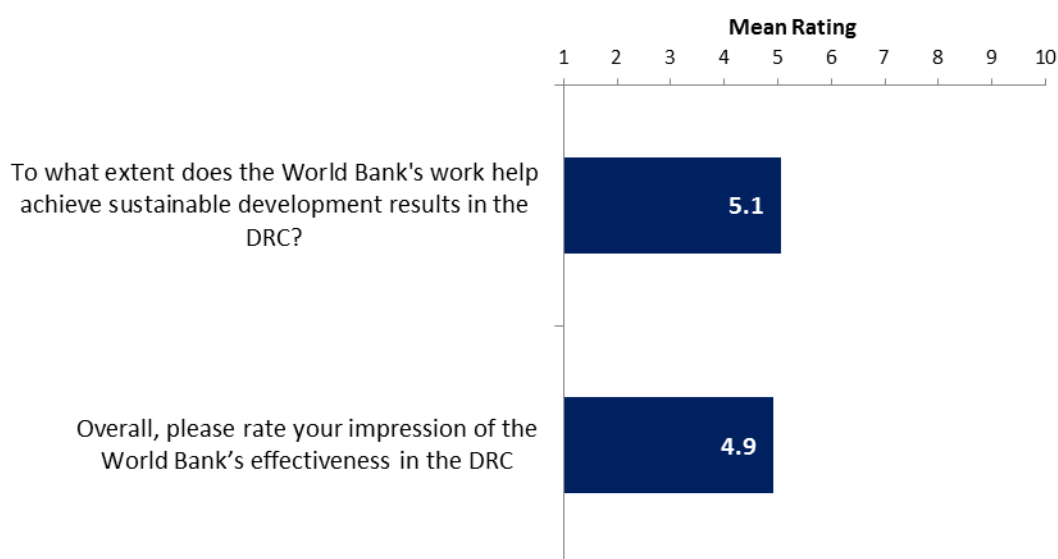 Mean Rating
1 2 3 4 5 6 7 8 9 10
To what extent does the World Bank's work help
achieve sustainable development results in the
DRC?
5.1
Overall, please rate your impression of the
World Bank’s effectiveness in the DRC
4.9